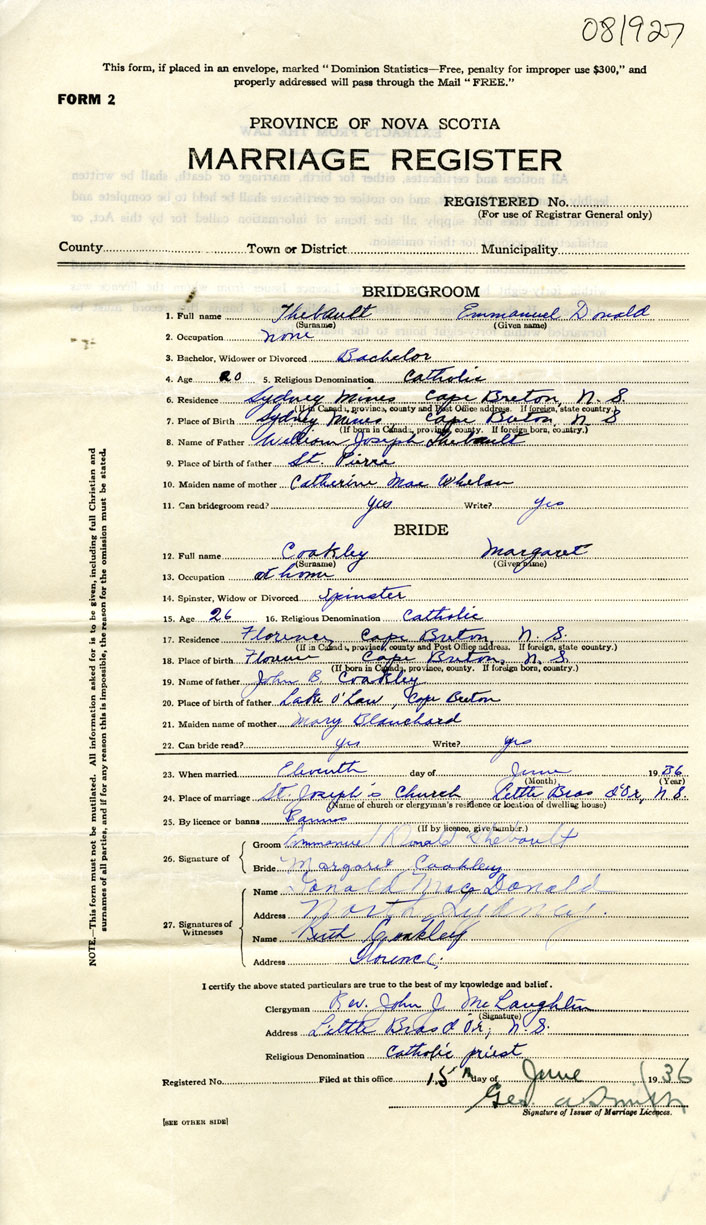 081927
This form, if placed in an envelope, marked "Dominion Statistics—Free, penalty for improper use $300," and
properly addressed will pass through the Mail "FREE."
FORM 2
PROVINCE OF NOVA SCOTIA
MARRIAGE REGISTER
REGISTERED No.
(For use of Registrar General only)
County Town or District Municipality
BRIDEGROOM
1. Full name Thebault Emmanuel Donald
(Surname) (Given name)
2. Occupation none
3. Bachelor, Widower or Divorced Bachelor
4. Age 20 5. Religious Denomination Catholic
6. Residence Sydney Mines Cape Breton, N. S.
(If in Canada, province, county and Post Office address. If foreign, state country.)
7. Place of Birth Sydney Mines, Cape Breton, N S
(If born in Canada, province, county. If foreign born, country.)
8. Name of Father William Joseph Thebault
9. Place of birth of father St. Pierre
10. Maiden name of mother Catherine Mae Whelan
11. Can bridegroom read? yes Write? yes
BRIDE
12. Full name Coakley Margaret
(Surname) (Given name)
13. Occupation at home
14. Spinster, Widow or Divorced Spinster
15. Age 26 16. Religious Denomination Catholic
17. Residence Florence, Cape Breton, N. S.
(If in Canada, province, county and Post Office address. If foreign, state country.)
18. Place of birth Florence Cape Breton, N. S.
(If born in Canada, province, county. If foreign born, country.)
19. Name of father John B. Coakley
20. Place of birth of father Lake O'Law, Cape Breton
21. Maiden name of mother Mary Blanchard
22. Can bride read? yes Write? yes
23. When married Eleventh day of June 1936
(Month) (Year)
24. Place of marriage St. Joseph's Church Little Bras d'Or, N. S.
(Name of church or clergyman's residence or location of dwelling house)
25. By licence or banns Banns
(If by licence, give number.)
26. Signature of Groom Emmanuel Donald Thebault
Bride Margaret Coakley
27. Signatures of Witnesses Name Donald MacDonald
Address North Sydney.
Name Ruth Coakley
Address Florence.
I certify the above stated particulars are true to the best of my knowledge and belief.
Clergyman Rev. John J. McLaughlin
(Signature)
Address Little Bras d'Or, N. S.
Religious Denomination Catholic priest
Registered No. Filed at this office 15th day of June 1936
Geo. A Smith
Signature of Issuer of Marriage Licences.
[SEE OTHER SIDE]
NOTE.—This form must not be mutilated. All information asked for is to be given, including full Christian and
surnames of all parties, and if for any reason this is impossible, the reason for the omission must be stated.